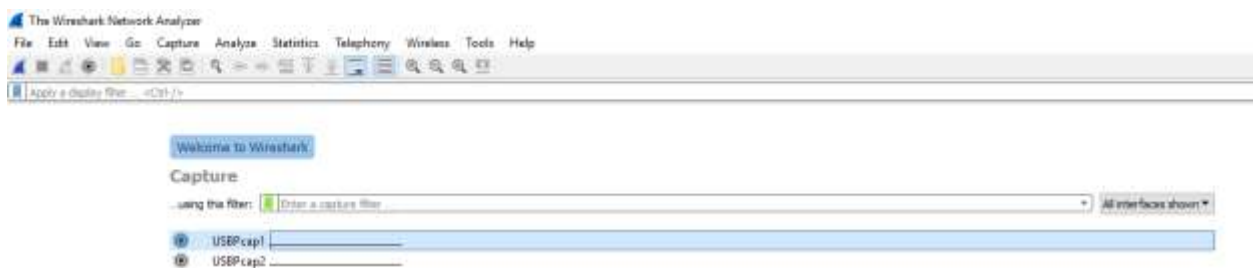 The Wireshark Network Analyzer
File Edit View Go Capture Analyze Statistics Telephony Wireless Tools Help
Apply a display filter ... <Ctrl-/>
Welcome to Wireshark
Capture
...using this filter: Enter a capture filter ... All interfaces shown
USBPcap1
USBPcap2